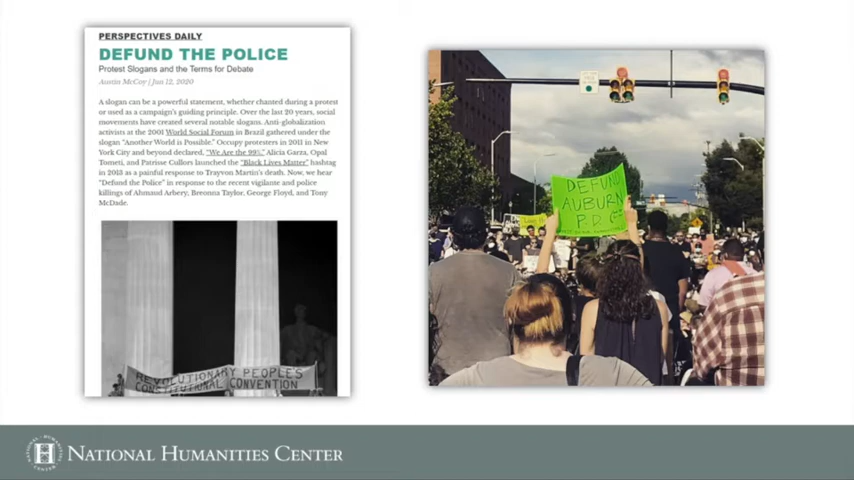 PERSPECTIVES DAILY
DEFUND THE POLICE
Protest Slogans and the Terms for Debate
Austin McCoy | Jun 12, 2020
A slogan can be a powerful statement, whether chanted during a protest
or used as a campaign's guiding principle. Over the last 20 years, social
movements have created several notable slogans. Anti-globalization
activists at the 2001 World Social Forum in Brazil gathered under the
slogan "Another World is Possible." Occupy protesters in 2011 in New
York City and beyond declared, "We Are the 99%." Alicia Garza, Opal
Tometi, and Patrisse Cullors launched the "Black Lives Matter" hashtag
in 2013 as a painful response to Trayvon Martin's death. Now, we hear
"Defund the Police" in response to the recent vigilante and police
killings of Ahmaud Arbery, Breonna Taylor, George Floyd, and Tony
McDade.
REVOLUTIONARY PEOPLE'S
CONSTITUTIONAL CONVENTION
DEFUND
AUBURN
P.D.
NATIONAL HUMANITIES CENTER